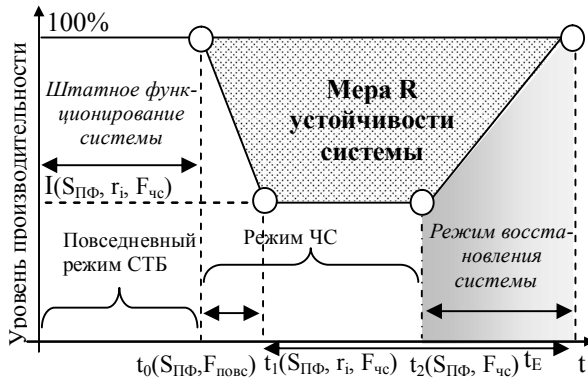 100%
Уровень производительности
Штатное функ-
ционирование
системы
Мера R
устойчивости
системы
I(SПФ, ri, Fчс)
Повседневный
режим СТБ
Режим ЧС
Режим восста-
новления
системы
t0(SПФ,Fповс)
t1(SПФ, ri, Fчс)
t2(SПФ, Fчс)
tE
t